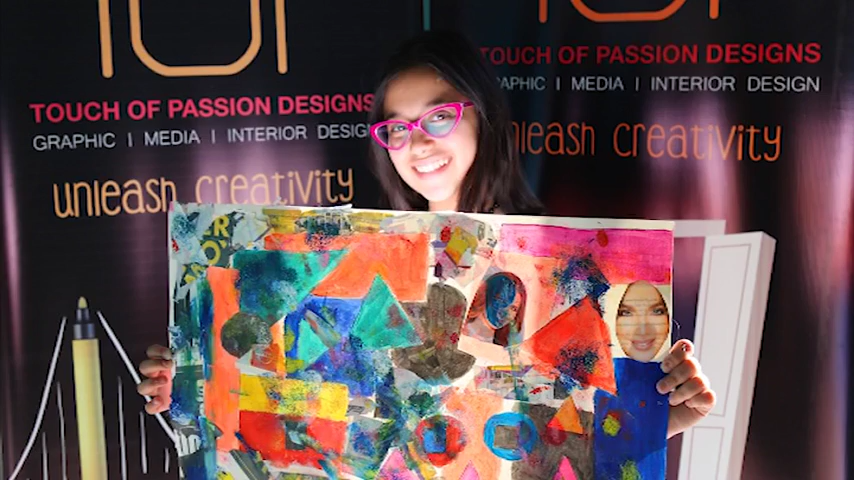 TOUCH OF PASSION DESIGNS
GRAPHIC I MEDIA I INTERIOR DESIGN
unleash creativity
TOUCH OF PASSION DESIGNS
GRAPHIC I MEDIA I INTERIOR DESIGN
unleash creativity